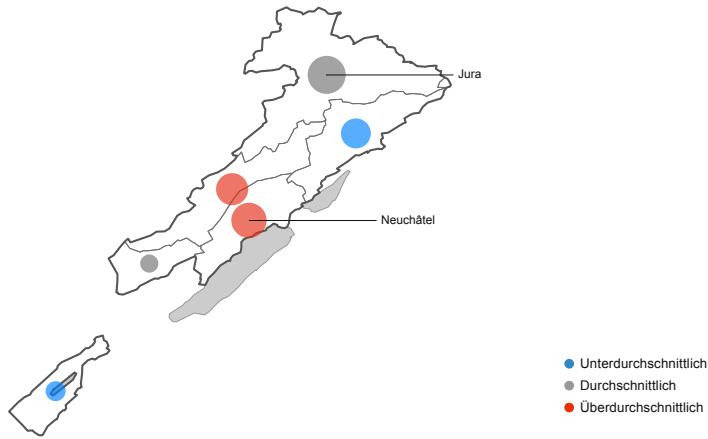 Jura
Neuchâtel
Unterdurchschnittlich
Durchschnittlich
Überdurchschnittlich